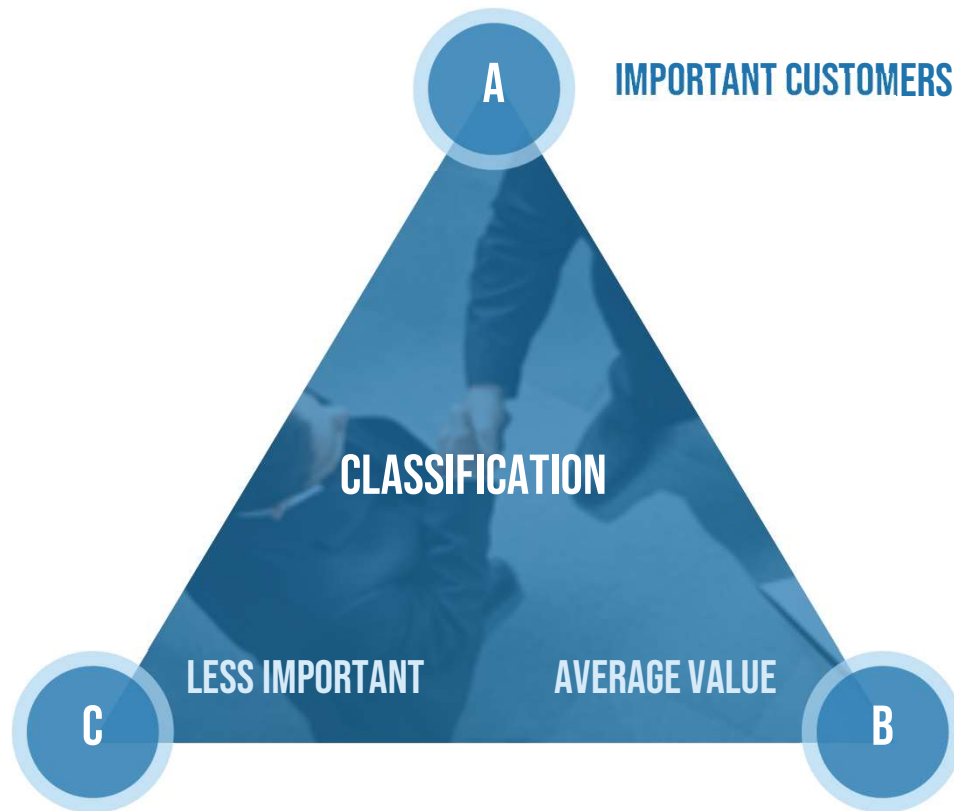 A
IMPORTANT CUSTOMERS
CLASSIFICATION
LESS IMPORTANT
AVERAGE VALUE
C
B